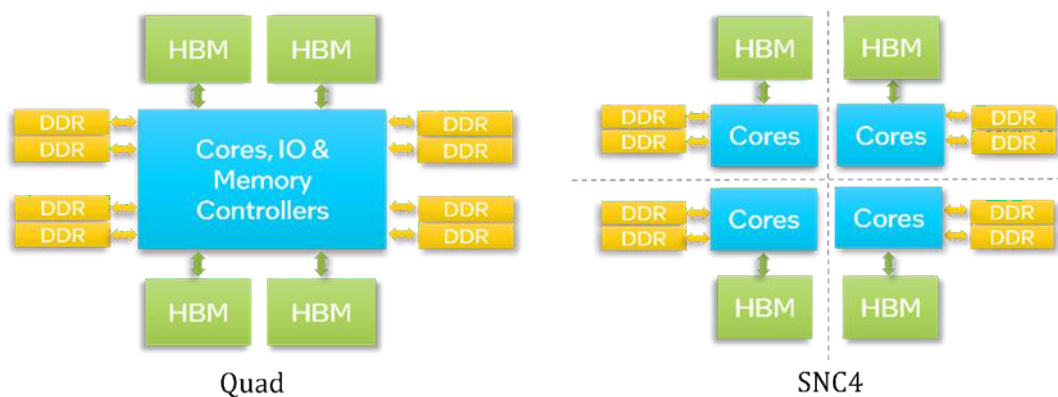 HBM
HBM
DDR
DDR
DDR
DDR
Cores, IO &
Memory
Controllers
DDR
DDR
DDR
DDR
HBM
HBM
Quad
HBM
HBM
DDR
DDR
Cores
Cores
DDR
DDR
DDR
DDR
Cores
Cores
DDR
DDR
HBM
HBM
SNC4